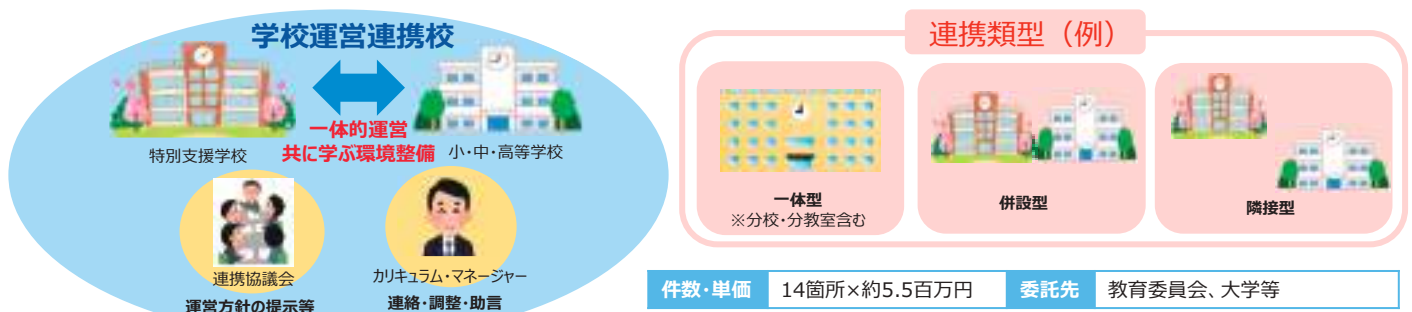 学校運営連携校
一体的運営
共に学ぶ環境整備
特別支援学校
小・中・高等学校
連携協議会
運営方針の提示等
カリキュラム・マネージャー
連絡・調整・助言
連携類型（例）
一体型
※分校・分教室含む
併設型
隣接型
件数・単価 14箇所×約5.5百万円 委託先 教育委員会、大学等